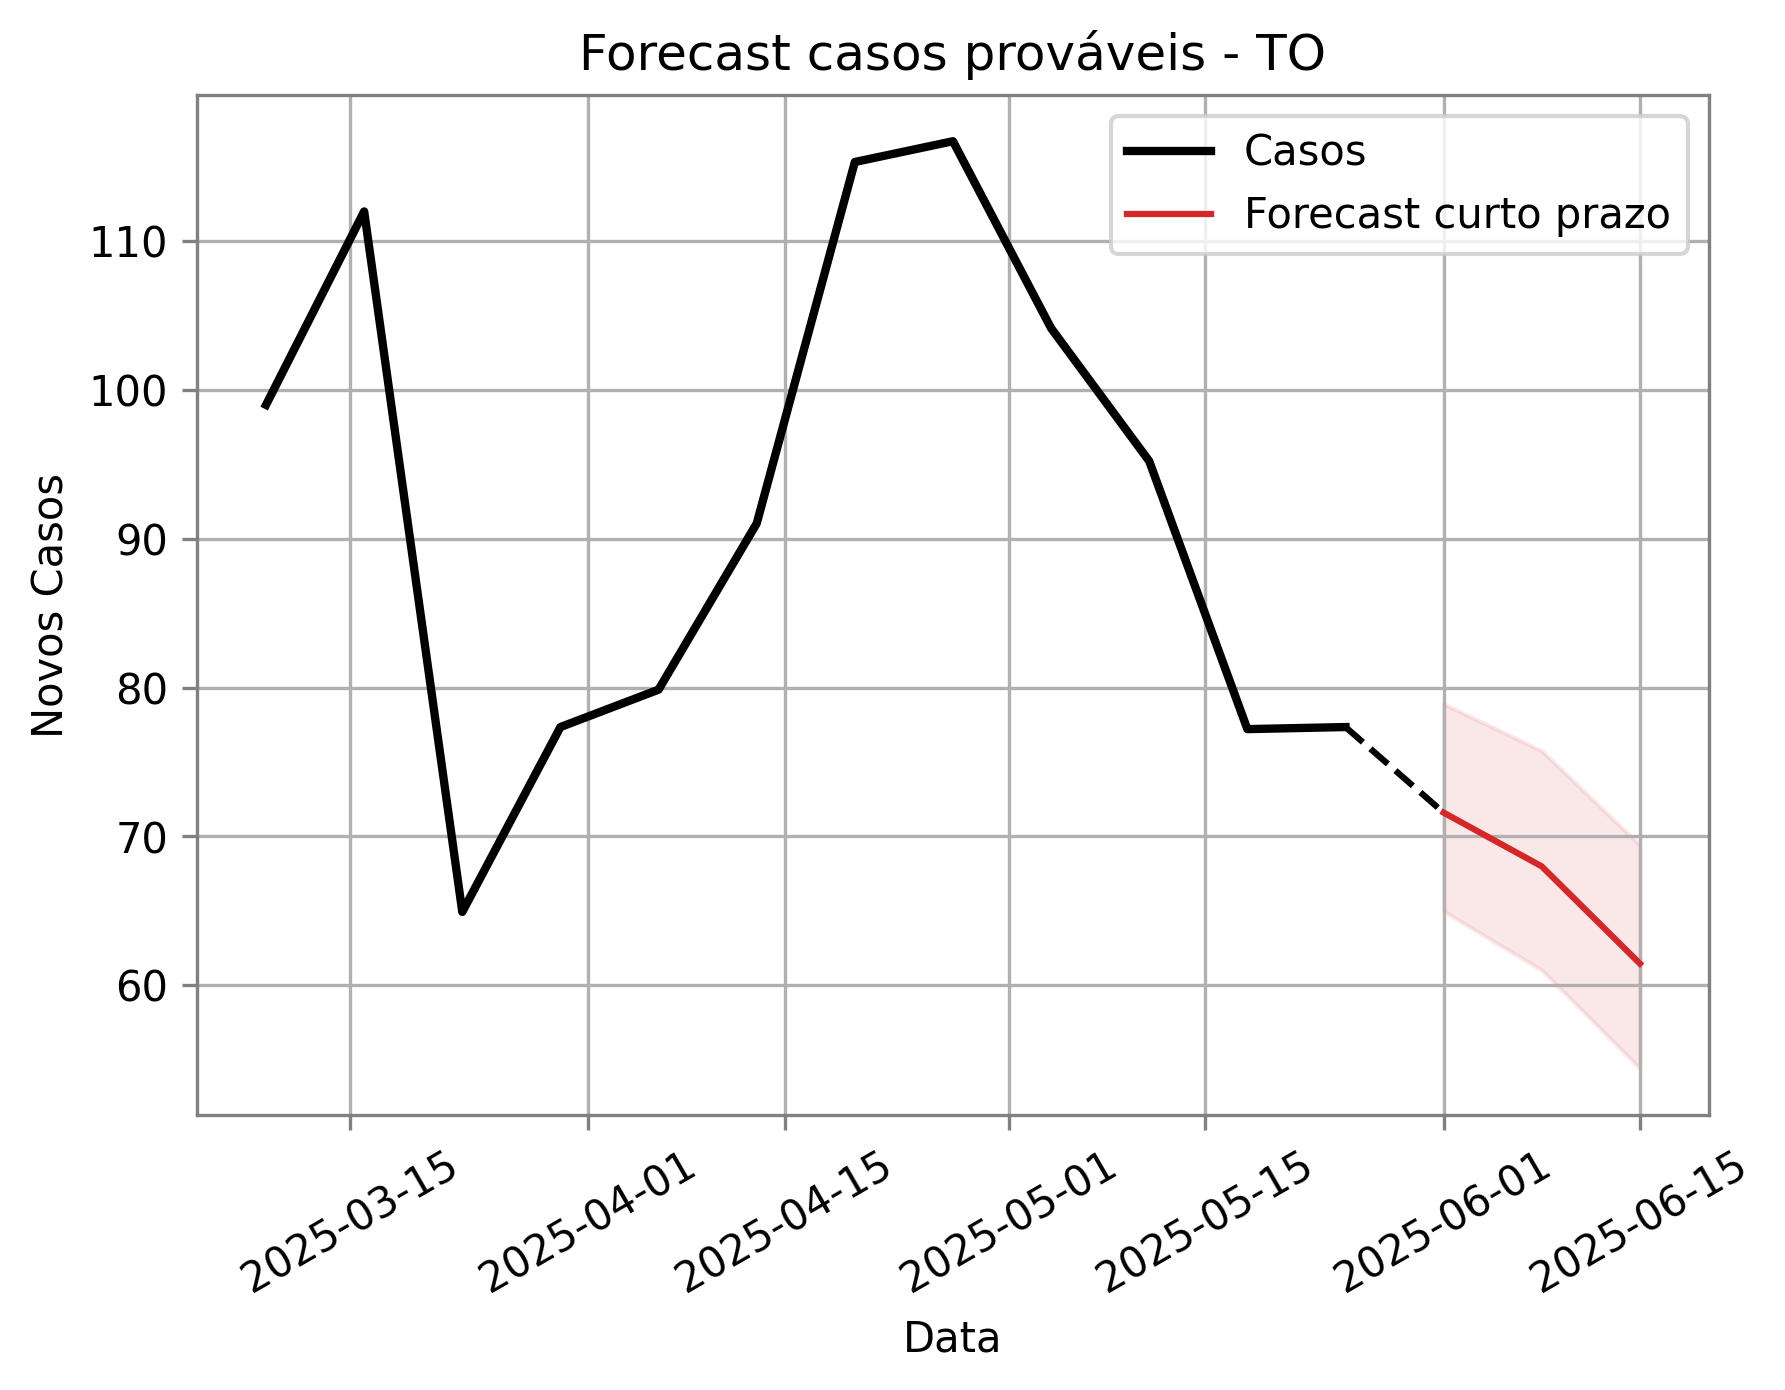 Forecast casos prováveis - TO
Casos
Forecast curto prazo
Novos Casos
110
100
90
80
70
60
2025-03-15
2025-04-01
2025-04-15
2025-05-01
2025-05-15
2025-06-01
2025-06-15
Data